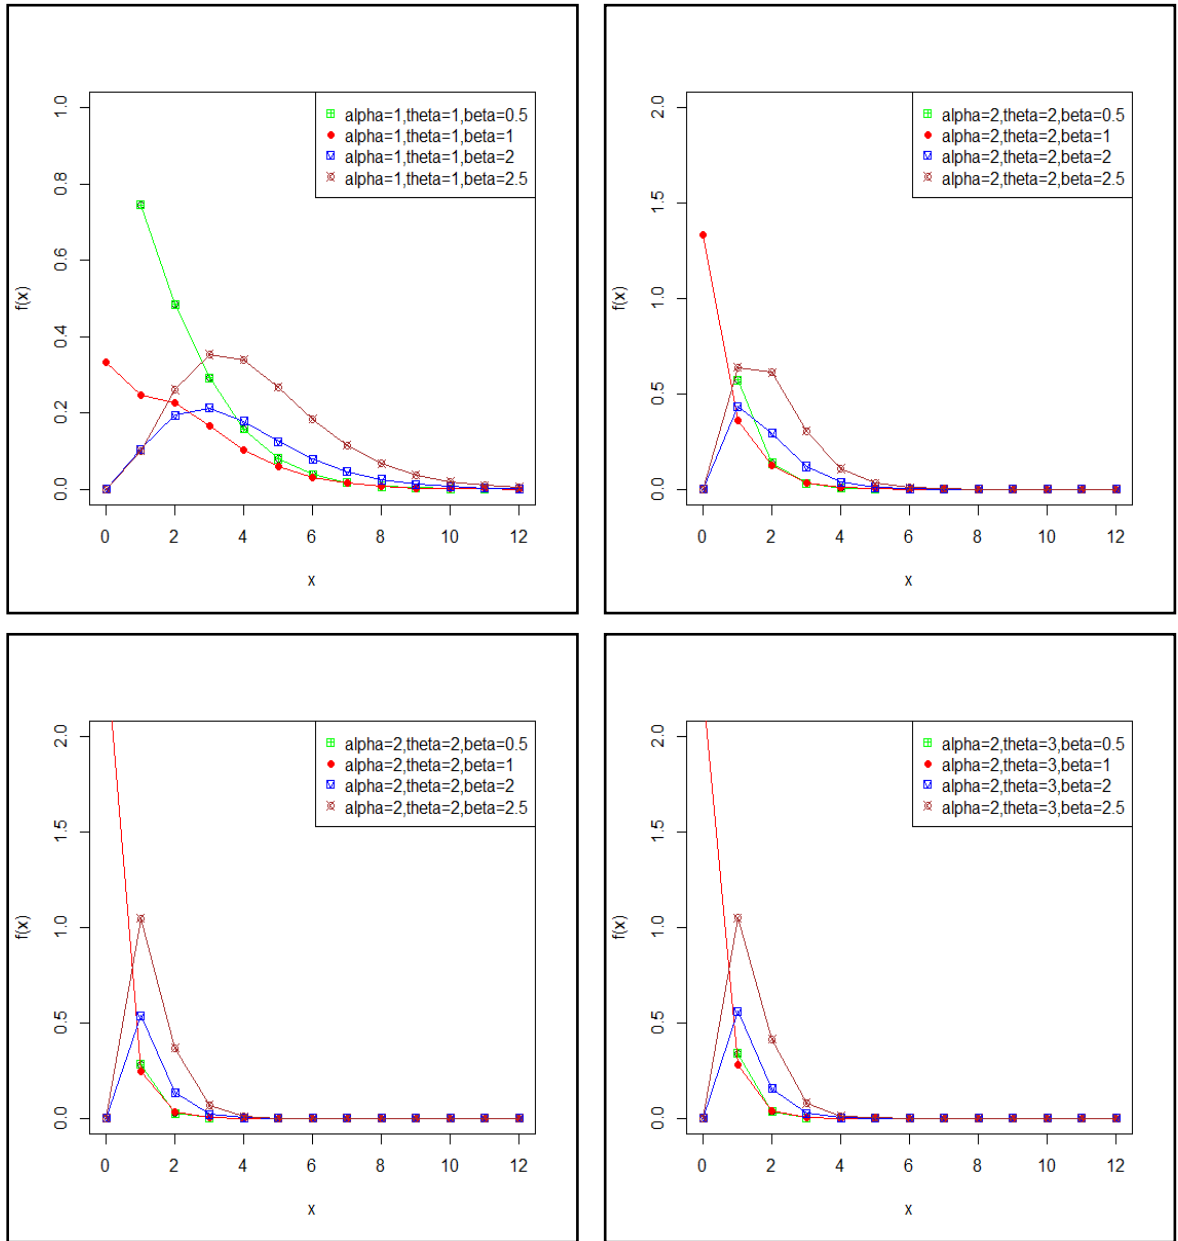 1.0
0.8
0.6
0.4
0.2
0.0
f(x)
alpha=1,theta=1,beta=0.5
alpha=1,theta=1,beta=1
alpha=1,theta=1,beta=2
alpha=1,theta=1,beta=2.5
0 2 4 6 8 10 12
x
2.0
1.5
1.0
0.5
0.0
f(x)
alpha=2,theta=2,beta=0.5
alpha=2,theta=2,beta=1
alpha=2,theta=2,beta=2
alpha=2,theta=2,beta=2.5
0 2 4 6 8 10 12
x
2.0
1.5
1.0
0.5
0.0
f(x)
alpha=2,theta=2,beta=0.5
alpha=2,theta=2,beta=1
alpha=2,theta=2,beta=2
alpha=2,theta=2,beta=2.5
0 2 4 6 8 10 12
x
2.0
1.5
1.0
0.5
0.0
f(x)
alpha=2,theta=3,beta=0.5
alpha=2,theta=3,beta=1
alpha=2,theta=3,beta=2
alpha=2,theta=3,beta=2.5
0 2 4 6 8 10 12
x